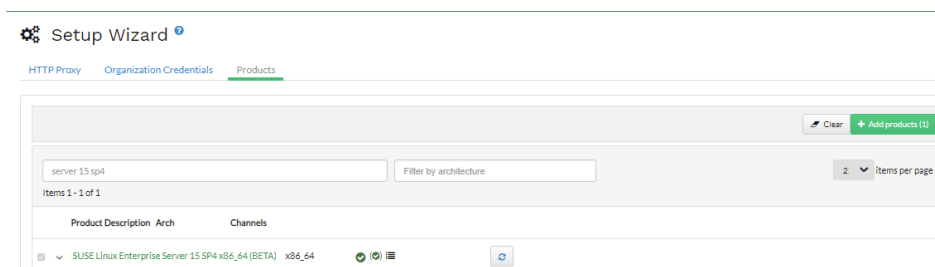 Setup Wizard ?
HTTP Proxy Organization Credentials Products
Clear + Add products (1)
server 15 sp4 Filter by architecture 2 items per page
Items 1 - 1 of 1
Product Description Arch Channels
SUSE Linux Enterprise Server 15 SP4 x86_64 (BETA) x86_64